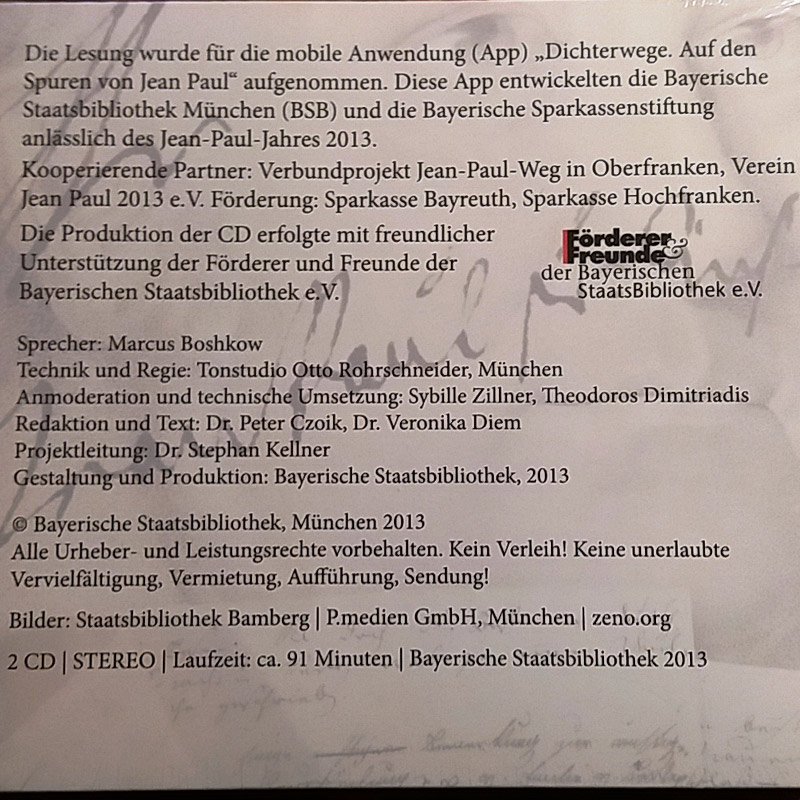 Die Lesung wurde für die mobile Anwendung (App) „Dichterwege. Auf den
Spuren von Jean Paul“ aufgenommen. Diese App entwickelten die Bayerische
Staatsbibliothek München (BSB) und die Bayerische Sparkassenstiftung
anlässlich des Jean-Paul-Jahres 2013.
Kooperierende Partner: Verbundprojekt Jean-Paul-Weg in Oberfranken, Verein
Jean Paul 2013 e.V. Förderung: Sparkasse Bayreuth, Sparkasse Hochfranken.
Die Produktion der CD erfolgte mit freundlicher
Unterstützung der Förderer und Freunde der
Bayerischen Staatsbibliothek e.V.
Förderer &
Freunde
der Bayerischen
StaatsBibliothek e.V.
Sprecher: Marcus Boshkow
Technik und Regie: Tonstudio Otto Rohrschneider, München
Anmoderation und technische Umsetzung: Sybille Zillner, Theodoros Dimitriadis
Redaktion und Text: Dr. Peter Czoik, Dr. Veronika Diem
Projektleitung: Dr. Stephan Kellner
Gestaltung und Produktion: Bayerische Staatsbibliothek, 2013
© Bayerische Staatsbibliothek, München 2013
Alle Urheber- und Leistungsrechte vorbehalten. Kein Verleih! Keine unerlaubte
Vervielfältigung, Vermietung, Aufführung, Sendung!
Bilder: Staatsbibliothek Bamberg | P.medien GmbH, München | zeno.org
2 CD | STEREO | Laufzeit: ca. 91 Minuten | Bayerische Staatsbibliothek 2013